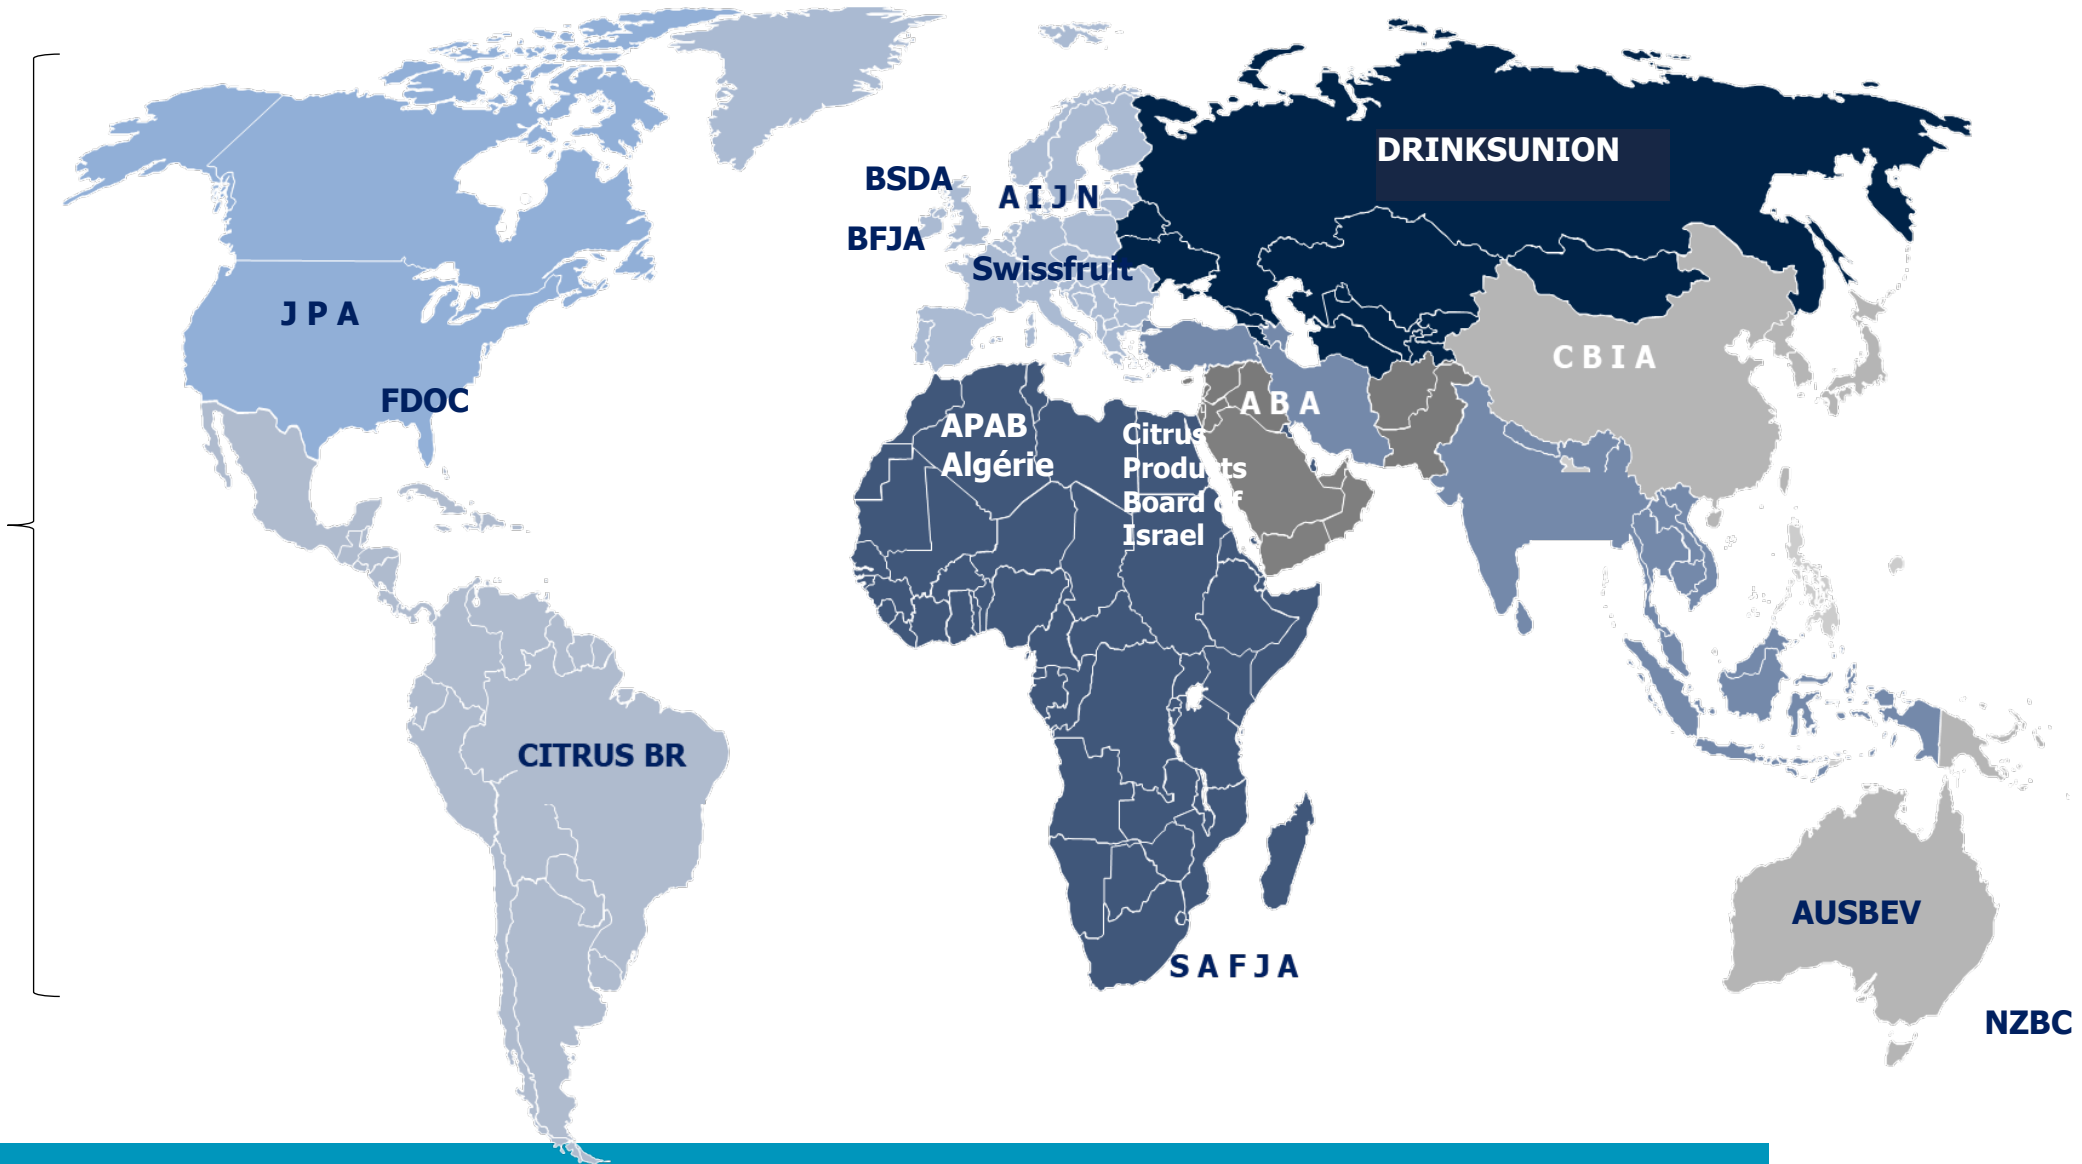 DRINKSUNION
BSDA
A I J N
BFJA
Swissfruit
J P A
C B I A
FDOC
A B A
APAB
Algérie
Citrus
Products
Board of
Israel
CITRUS BR
AUSBEV
S A F J A
NZBC